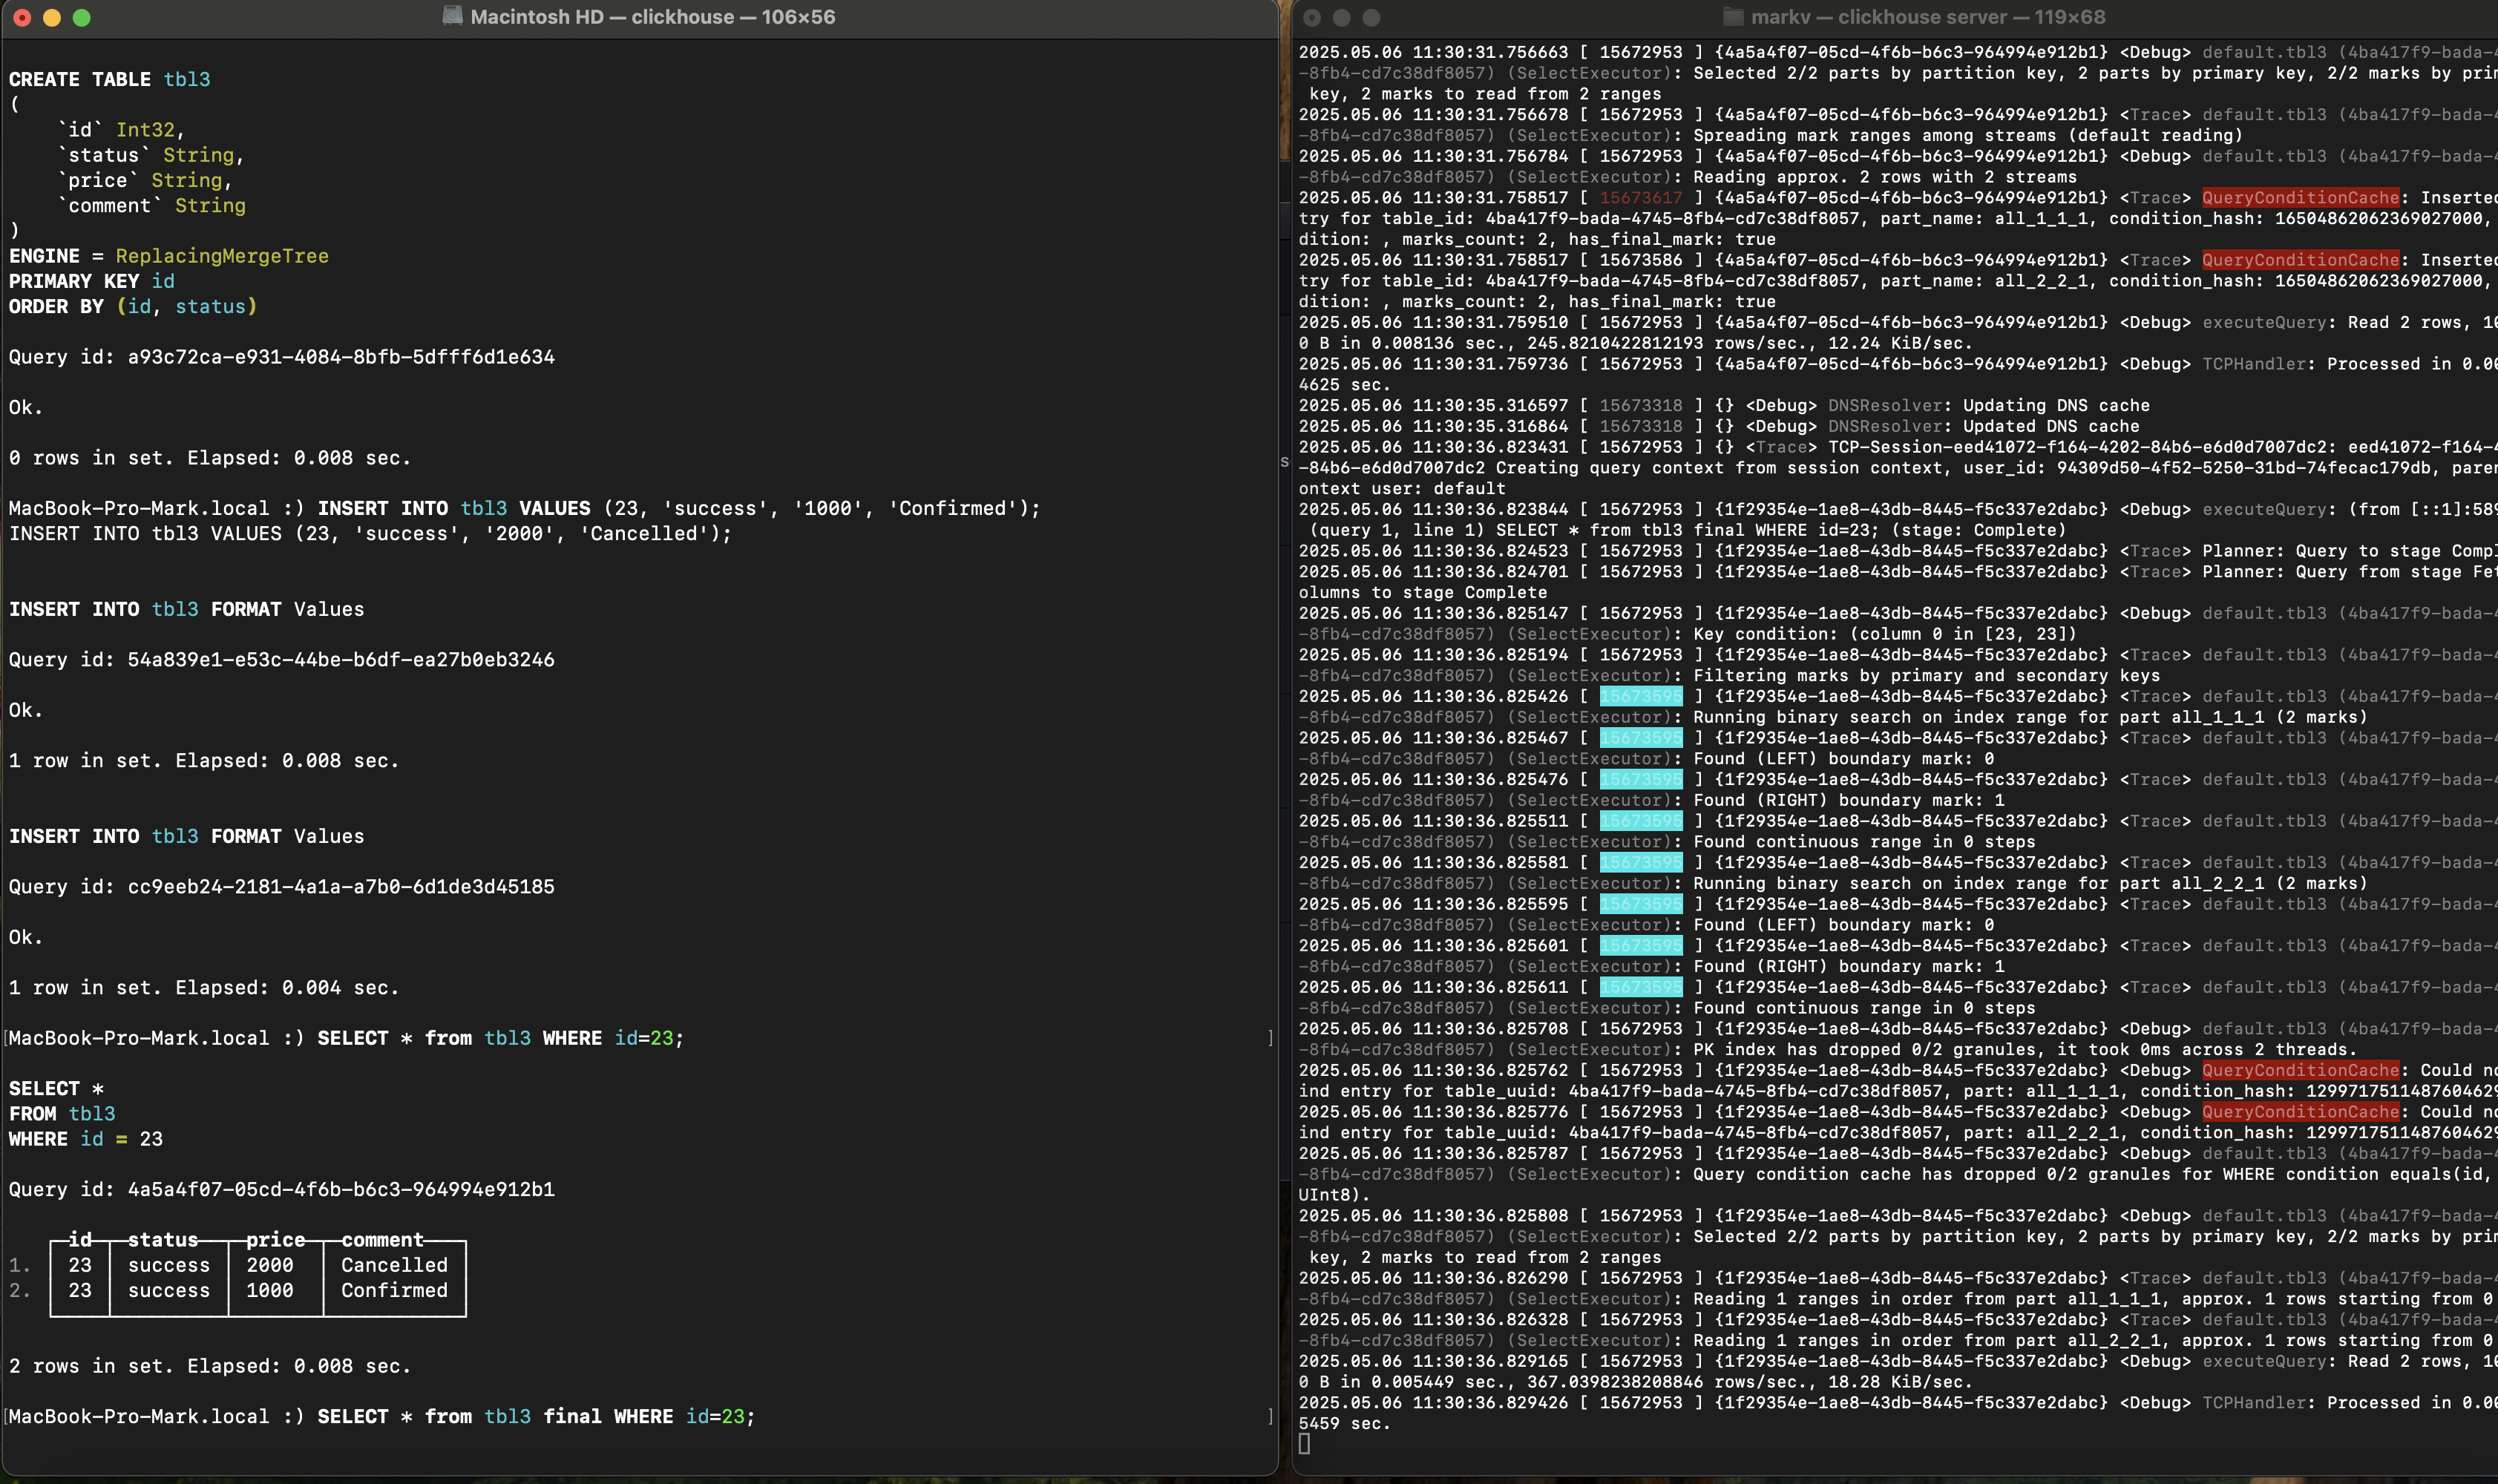 Macintosh HD — clickhouse — 106×56
CREATE TABLE tbl3
(
    `id` Int32,
    `status` String,
    `price` String,
    `comment` String
)
ENGINE = ReplacingMergeTree
PRIMARY KEY id
ORDER BY (id, status)
Query id: a93c72ca-e931-4084-8bfb-5dfff6d1e634
Ok.
0 rows in set. Elapsed: 0.008 sec.
MacBook-Pro-Mark.local :) INSERT INTO tbl3 VALUES (23, 'success', '1000', 'Confirmed');
INSERT INTO tbl3 VALUES (23, 'success', '2000', 'Cancelled');
INSERT INTO tbl3 FORMAT Values
Query id: 54a839e1-e53c-44be-b6df-ea27b0eb3246
Ok.
1 row in set. Elapsed: 0.008 sec.
INSERT INTO tbl3 FORMAT Values
Query id: cc9eeb24-2181-4a1a-a7b0-6d1de3d45185
Ok.
1 row in set. Elapsed: 0.004 sec.
[MacBook-Pro-Mark.local :) SELECT * from tbl3 WHERE id=23; ]
SELECT *
FROM tbl3
WHERE id = 23
Query id: 4a5a4f07-05cd-4f6b-b6c3-964994e912b1
id status price comment
1. 23 success 2000 Cancelled
2. 23 success 1000 Confirmed
2 rows in set. Elapsed: 0.008 sec.
[MacBook-Pro-Mark.local :) SELECT * from tbl3 final WHERE id=23; ]
s
markv — clickhouse server — 119×68
2025.05.06 11:30:31.756663 [ 15672953 ] {4a5a4f07-05cd-4f6b-b6c3-964994e912b1} <Debug> default.tbl3 (4ba417f9-bada-4
-8fb4-cd7c38df8057) (SelectExecutor): Selected 2/2 parts by partition key, 2 parts by primary key, 2/2 marks by prim
 key, 2 marks to read from 2 ranges
2025.05.06 11:30:31.756678 [ 15672953 ] {4a5a4f07-05cd-4f6b-b6c3-964994e912b1} <Trace> default.tbl3 (4ba417f9-bada-4
-8fb4-cd7c38df8057) (SelectExecutor): Spreading mark ranges among streams (default reading)
2025.05.06 11:30:31.756784 [ 15672953 ] {4a5a4f07-05cd-4f6b-b6c3-964994e912b1} <Debug> default.tbl3 (4ba417f9-bada-4
-8fb4-cd7c38df8057) (SelectExecutor): Reading approx. 2 rows with 2 streams
2025.05.06 11:30:31.758517 [ 15673617 ] {4a5a4f07-05cd-4f6b-b6c3-964994e912b1} <Trace> QueryConditionCache: Inserted
try for table_id: 4ba417f9-bada-4745-8fb4-cd7c38df8057, part_name: all_1_1_1, condition_hash: 16504862062369027000,
dition: , marks_count: 2, has_final_mark: true
2025.05.06 11:30:31.758517 [ 15673586 ] {4a5a4f07-05cd-4f6b-b6c3-964994e912b1} <Trace> QueryConditionCache: Inserted
try for table_id: 4ba417f9-bada-4745-8fb4-cd7c38df8057, part_name: all_2_2_1, condition_hash: 16504862062369027000,
dition: , marks_count: 2, has_final_mark: true
2025.05.06 11:30:31.759510 [ 15672953 ] {4a5a4f07-05cd-4f6b-b6c3-964994e912b1} <Debug> executeQuery: Read 2 rows, 10
0 B in 0.008136 sec., 245.8210422812193 rows/sec., 12.24 KiB/sec.
2025.05.06 11:30:31.759736 [ 15672953 ] {4a5a4f07-05cd-4f6b-b6c3-964994e912b1} <Debug> TCPHandler: Processed in 0.00
4625 sec.
2025.05.06 11:30:35.316597 [ 15673318 ] {} <Debug> DNSResolver: Updating DNS cache
2025.05.06 11:30:35.316864 [ 15673318 ] {} <Debug> DNSResolver: Updated DNS cache
2025.05.06 11:30:36.823431 [ 15672953 ] {} <Trace> TCP-Session-eed41072-f164-4202-84b6-e6d0d7007dc2: eed41072-f164-4
-84b6-e6d0d7007dc2 Creating query context from session context, user_id: 94309d50-4f52-5250-31bd-74fecac179db, paren
ontext user: default
2025.05.06 11:30:36.823844 [ 15672953 ] {1f29354e-1ae8-43db-8445-f5c337e2dabc} <Debug> executeQuery: (from [::1]:589
 (query 1, line 1) SELECT * from tbl3 final WHERE id=23; (stage: Complete)
2025.05.06 11:30:36.824523 [ 15672953 ] {1f29354e-1ae8-43db-8445-f5c337e2dabc} <Trace> Planner: Query to stage Compl
2025.05.06 11:30:36.824701 [ 15672953 ] {1f29354e-1ae8-43db-8445-f5c337e2dabc} <Trace> Planner: Query from stage Fet
olumns to stage Complete
2025.05.06 11:30:36.825147 [ 15672953 ] {1f29354e-1ae8-43db-8445-f5c337e2dabc} <Debug> default.tbl3 (4ba417f9-bada-4
-8fb4-cd7c38df8057) (SelectExecutor): Key condition: (column 0 in [23, 23])
2025.05.06 11:30:36.825194 [ 15672953 ] {1f29354e-1ae8-43db-8445-f5c337e2dabc} <Trace> default.tbl3 (4ba417f9-bada-4
-8fb4-cd7c38df8057) (SelectExecutor): Filtering marks by primary and secondary keys
2025.05.06 11:30:36.825426 [ 15673595 ] {1f29354e-1ae8-43db-8445-f5c337e2dabc} <Trace> default.tbl3 (4ba417f9-bada-4
-8fb4-cd7c38df8057) (SelectExecutor): Running binary search on index range for part all_1_1_1 (2 marks)
2025.05.06 11:30:36.825467 [ 15673595 ] {1f29354e-1ae8-43db-8445-f5c337e2dabc} <Trace> default.tbl3 (4ba417f9-bada-4
-8fb4-cd7c38df8057) (SelectExecutor): Found (LEFT) boundary mark: 0
2025.05.06 11:30:36.825476 [ 15673595 ] {1f29354e-1ae8-43db-8445-f5c337e2dabc} <Trace> default.tbl3 (4ba417f9-bada-4
-8fb4-cd7c38df8057) (SelectExecutor): Found (RIGHT) boundary mark: 1
2025.05.06 11:30:36.825511 [ 15673595 ] {1f29354e-1ae8-43db-8445-f5c337e2dabc} <Trace> default.tbl3 (4ba417f9-bada-4
-8fb4-cd7c38df8057) (SelectExecutor): Found continuous range in 0 steps
2025.05.06 11:30:36.825581 [ 15673595 ] {1f29354e-1ae8-43db-8445-f5c337e2dabc} <Trace> default.tbl3 (4ba417f9-bada-4
-8fb4-cd7c38df8057) (SelectExecutor): Running binary search on index range for part all_2_2_1 (2 marks)
2025.05.06 11:30:36.825595 [ 15673595 ] {1f29354e-1ae8-43db-8445-f5c337e2dabc} <Trace> default.tbl3 (4ba417f9-bada-4
-8fb4-cd7c38df8057) (SelectExecutor): Found (LEFT) boundary mark: 0
2025.05.06 11:30:36.825601 [ 15673595 ] {1f29354e-1ae8-43db-8445-f5c337e2dabc} <Trace> default.tbl3 (4ba417f9-bada-4
-8fb4-cd7c38df8057) (SelectExecutor): Found (RIGHT) boundary mark: 1
2025.05.06 11:30:36.825611 [ 15673595 ] {1f29354e-1ae8-43db-8445-f5c337e2dabc} <Trace> default.tbl3 (4ba417f9-bada-4
-8fb4-cd7c38df8057) (SelectExecutor): Found continuous range in 0 steps
2025.05.06 11:30:36.825708 [ 15672953 ] {1f29354e-1ae8-43db-8445-f5c337e2dabc} <Debug> default.tbl3 (4ba417f9-bada-4
-8fb4-cd7c38df8057) (SelectExecutor): PK index has dropped 0/2 granules, it took 0ms across 2 threads.
2025.05.06 11:30:36.825762 [ 15672953 ] {1f29354e-1ae8-43db-8445-f5c337e2dabc} <Debug> QueryConditionCache: Could no
ind entry for table_uuid: 4ba417f9-bada-4745-8fb4-cd7c38df8057, part: all_1_1_1, condition_hash: 1299717511487604629
2025.05.06 11:30:36.825776 [ 15672953 ] {1f29354e-1ae8-43db-8445-f5c337e2dabc} <Debug> QueryConditionCache: Could no
ind entry for table_uuid: 4ba417f9-bada-4745-8fb4-cd7c38df8057, part: all_2_2_1, condition_hash: 1299717511487604629
2025.05.06 11:30:36.825787 [ 15672953 ] {1f29354e-1ae8-43db-8445-f5c337e2dabc} <Debug> default.tbl3 (4ba417f9-bada-4
-8fb4-cd7c38df8057) (SelectExecutor): Query condition cache has dropped 0/2 granules for WHERE condition equals(id,
UInt8).
2025.05.06 11:30:36.825808 [ 15672953 ] {1f29354e-1ae8-43db-8445-f5c337e2dabc} <Debug> default.tbl3 (4ba417f9-bada-4
-8fb4-cd7c38df8057) (SelectExecutor): Selected 2/2 parts by partition key, 2 parts by primary key, 2/2 marks by prim
 key, 2 marks to read from 2 ranges
2025.05.06 11:30:36.826290 [ 15672953 ] {1f29354e-1ae8-43db-8445-f5c337e2dabc} <Trace> default.tbl3 (4ba417f9-bada-4
-8fb4-cd7c38df8057) (SelectExecutor): Reading 1 ranges in order from part all_1_1_1, approx. 1 rows starting from 0
2025.05.06 11:30:36.826328 [ 15672953 ] {1f29354e-1ae8-43db-8445-f5c337e2dabc} <Trace> default.tbl3 (4ba417f9-bada-4
-8fb4-cd7c38df8057) (SelectExecutor): Reading 1 ranges in order from part all_2_2_1, approx. 1 rows starting from 0
2025.05.06 11:30:36.829165 [ 15672953 ] {1f29354e-1ae8-43db-8445-f5c337e2dabc} <Debug> executeQuery: Read 2 rows, 10
0 B in 0.005449 sec., 367.0398238208846 rows/sec., 18.28 KiB/sec.
2025.05.06 11:30:36.829426 [ 15672953 ] {1f29354e-1ae8-43db-8445-f5c337e2dabc} <Debug> TCPHandler: Processed in 0.00
5459 sec.